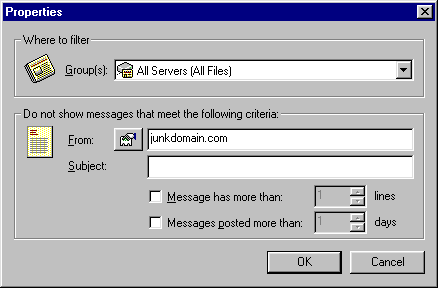 Properties
Where to filter
Group(s): All Servers (All Files)
Do not show messages that meet the following criteria:
From: junkdomain.com
Subject:
Message has more than: 1 lines
Messages posted more than: 1 days
OK Cancel